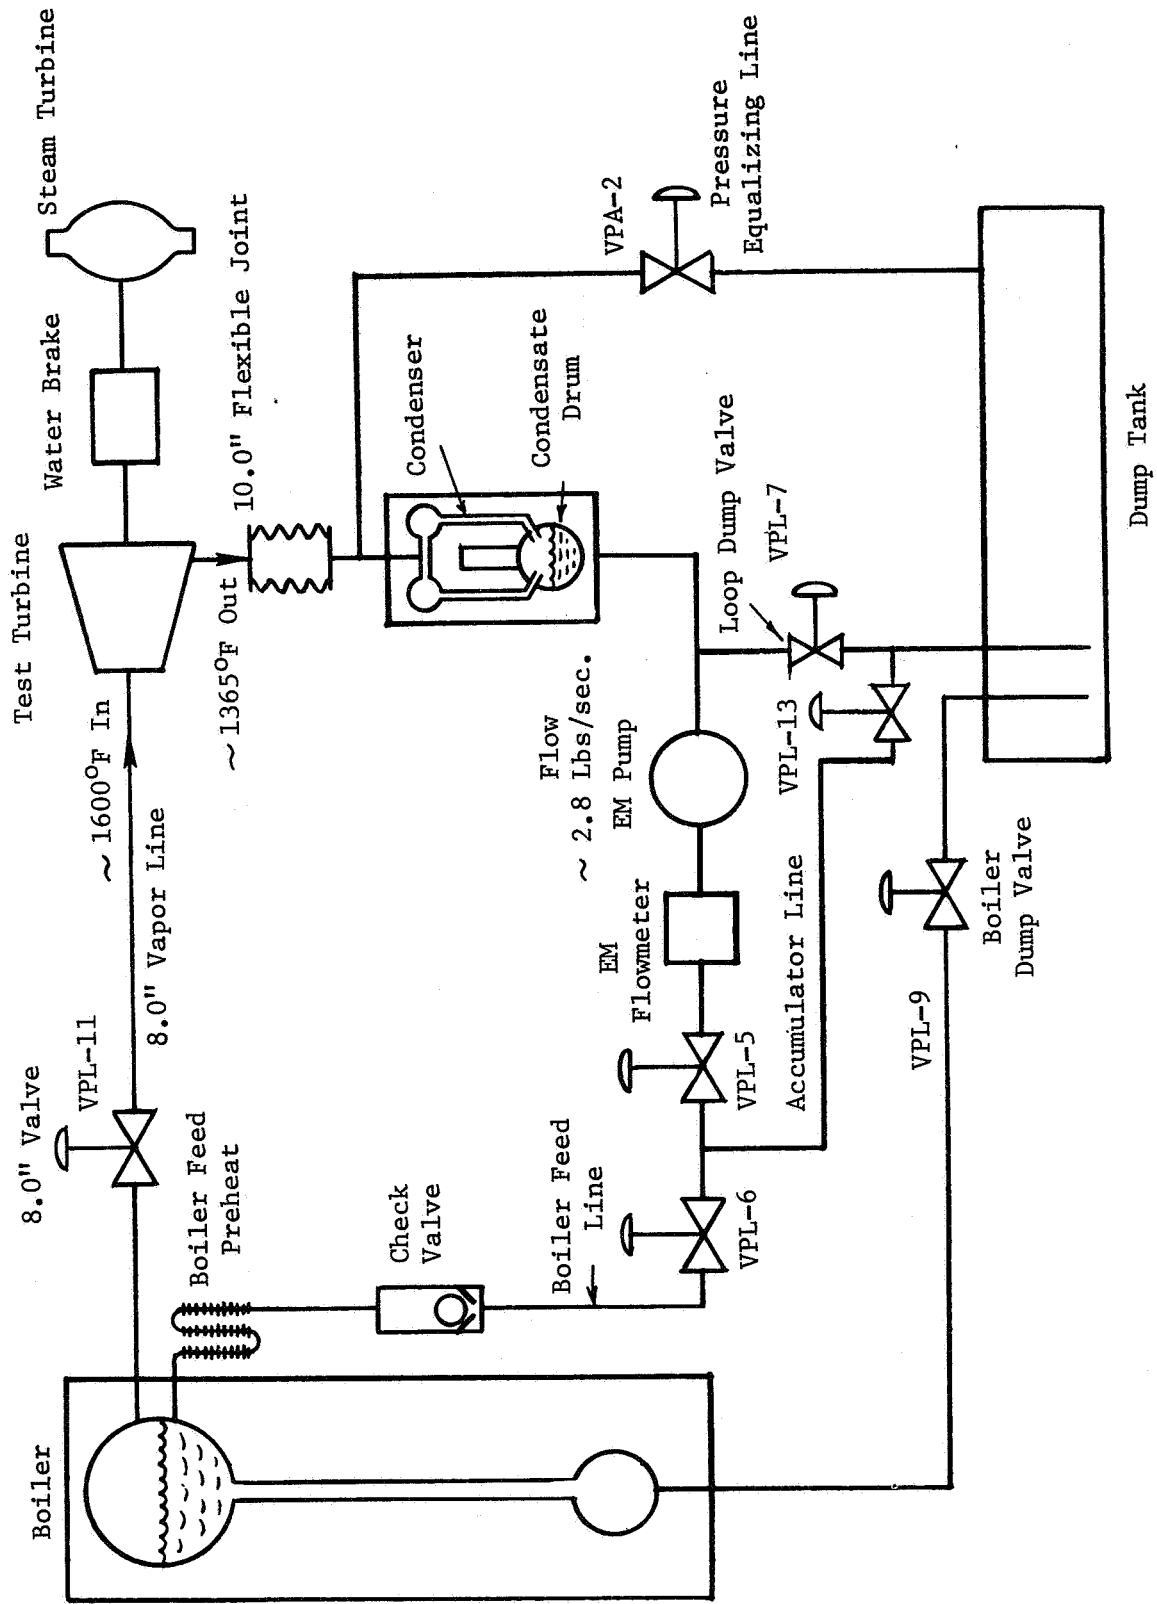 Boiler
8.0" Valve
VPL-11
8.0" Vapor Line
~ 1600°F In
Test Turbine
Water Brake
Steam Turbine
~1365°F Out
10.0" Flexible Joint
Boiler Feed
Preheat
Check
Valve
Boiler Feed
Line
VPL-6
VPL-5
EM
Flowmeter
Flow
~ 2.8 Lbs/sec.
EM Pump
Condenser
Condensate
Drum
VPA-2
Pressure
Equalizing Line
Loop Dump Valve
VPL-7
VPL-13
Accumulator Line
VPL-9
Boiler
Dump Valve
Dump Tank